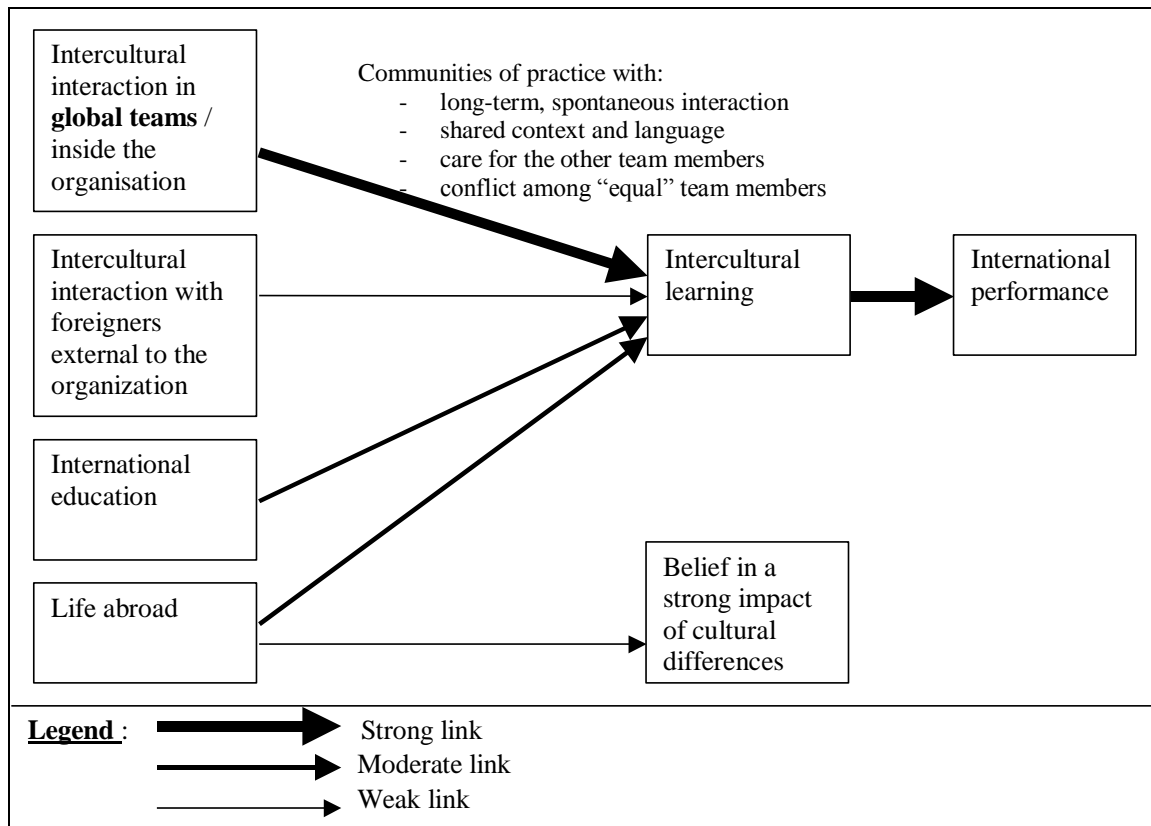 Intercultural
interaction in
global teams /
inside the
organisation
Communities of practice with:
- long-term, spontaneous interaction
- shared context and language
- care for the other team members
- conflict among “equal” team members
Intercultural
interaction with
foreigners
external to the
organization
Intercultural
learning
International
performance
International
education
Life abroad
Belief in a
strong impact
of cultural
differences
Legend :
Strong link
Moderate link
Weak link